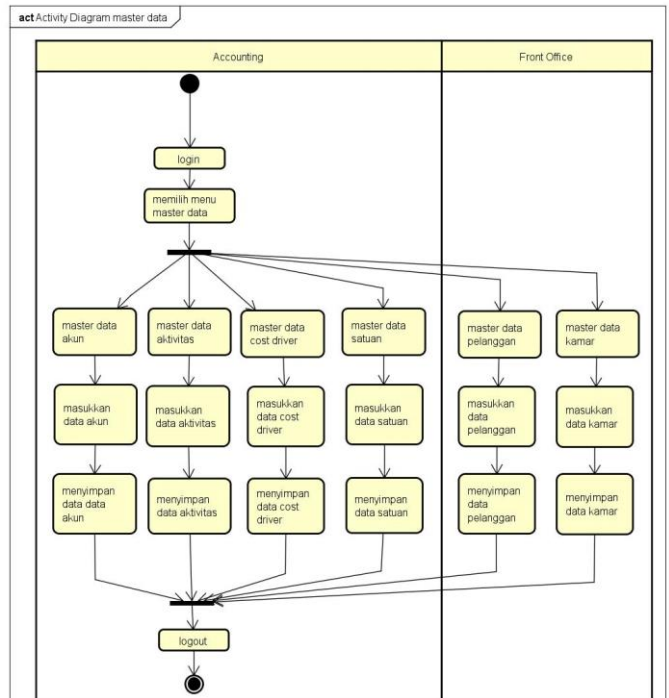 act Activity Diagram master data
Accounting
Front Office
login
memilih menu
master data
master data
akun
master data
aktivitas
master data
cost driver
master data
satuan
master data
pelanggan
master data
kamar
masukkan
data akun
masukkan
data aktivitas
masukkan
data cost
driver
masukkan
data satuan
masukkan
data
pelanggan
masukkan
data kamar
menyimpan
data data
akun
menyimpan
data aktivitas
menyimpan
data cost
driver
menyimpan
data satuan
menyimpan
data
pelanggan
menyimpan
data kamar
logout